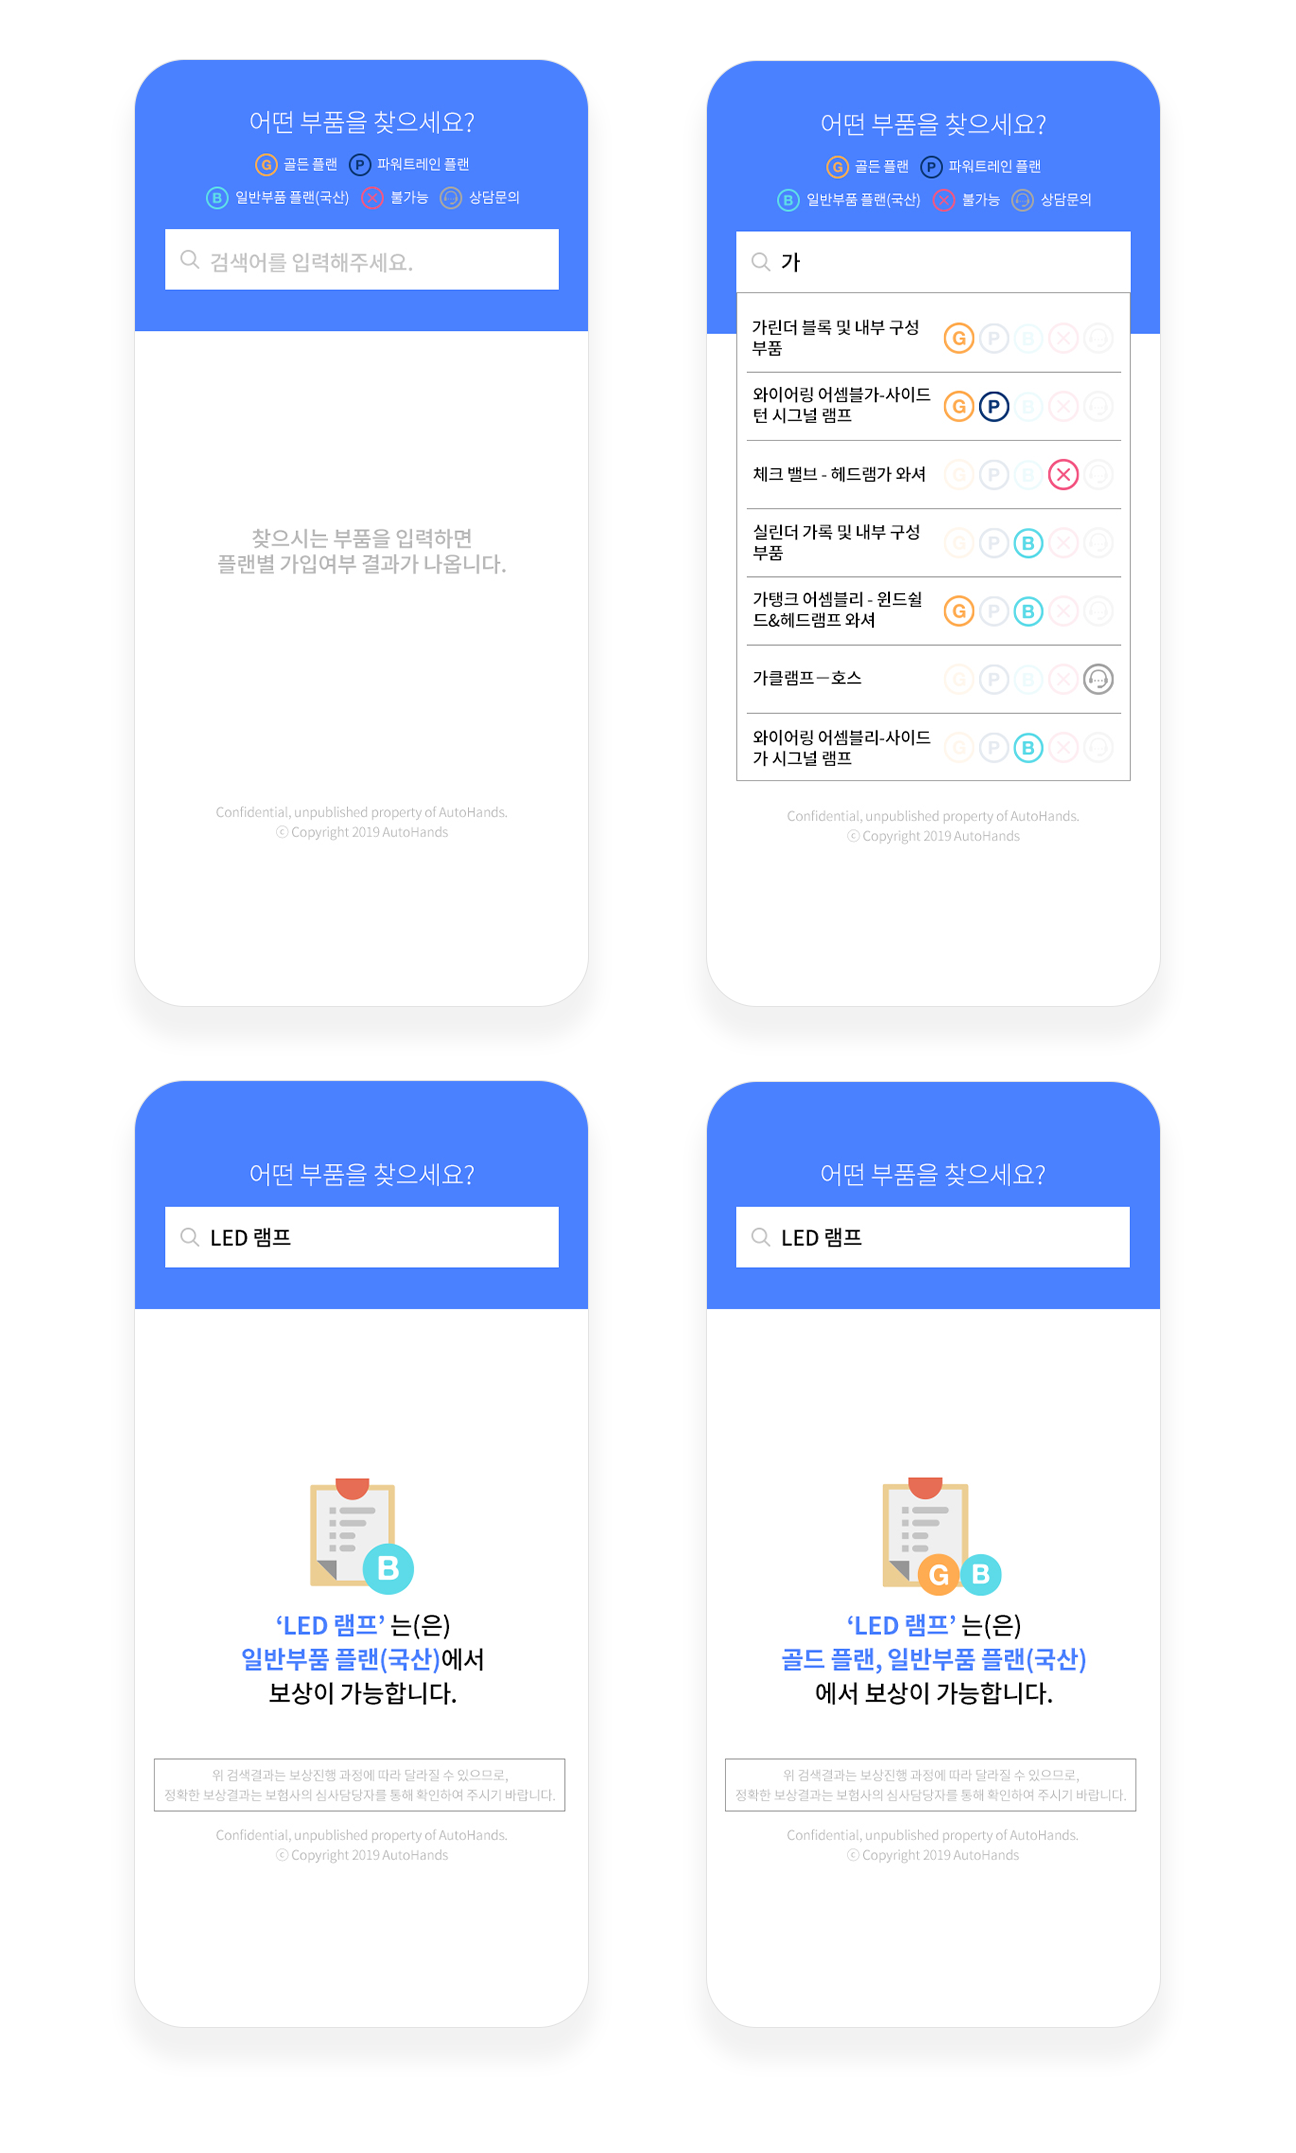 어떤 부품을 찾으세요?
G 골든 플랜 P 파워트레인 플랜
B 일반부품 플랜(국산) 불가능 상담문의
검색어를 입력해주세요.
찾으시는 부품을 입력하면
플랜별 가입여부 결과가 나옵니다.
Confidential, unpublished property of AutoHands.
ⓒ Copyright 2019 AutoHands
어떤 부품을 찾으세요?
G 골든 플랜 P 파워트레인 플랜
B 일반부품 플랜(국산) 불가능 상담문의
가
가린더 블록 및 내부 구성
부품
G P B
와이어링 어셈블가-사이드
턴 시그널 램프
G P B
체크 밸브 - 헤드램가 와셔
G P B
실린더 가록 및 내부 구성
부품
G P B
가탱크 어셈블리 - 윈드쉴
드&헤드램프 와셔
G P B
가클램프－호스
G P B
와이어링 어셈블리-사이드
가 시그널 램프
G P B
Confidential, unpublished property of AutoHands.
ⓒ Copyright 2019 AutoHands
어떤 부품을 찾으세요?
LED 램프
B
‘LED 램프’ 는(은)
일반부품 플랜(국산)에서
보상이 가능합니다.
위 검색결과는 보상진행 과정에 따라 달라질 수 있으므로,
정확한 보상결과는 보험사의 심사담당자를 통해 확인하여 주시기 바랍니다.
Confidential, unpublished property of AutoHands.
ⓒ Copyright 2019 AutoHands
어떤 부품을 찾으세요?
LED 램프
G B
‘LED 램프’ 는(은)
골드 플랜, 일반부품 플랜(국산)
에서 보상이 가능합니다.
위 검색결과는 보상진행 과정에 따라 달라질 수 있으므로,
정확한 보상결과는 보험사의 심사담당자를 통해 확인하여 주시기 바랍니다.
Confidential, unpublished property of AutoHands.
ⓒ Copyright 2019 AutoHands